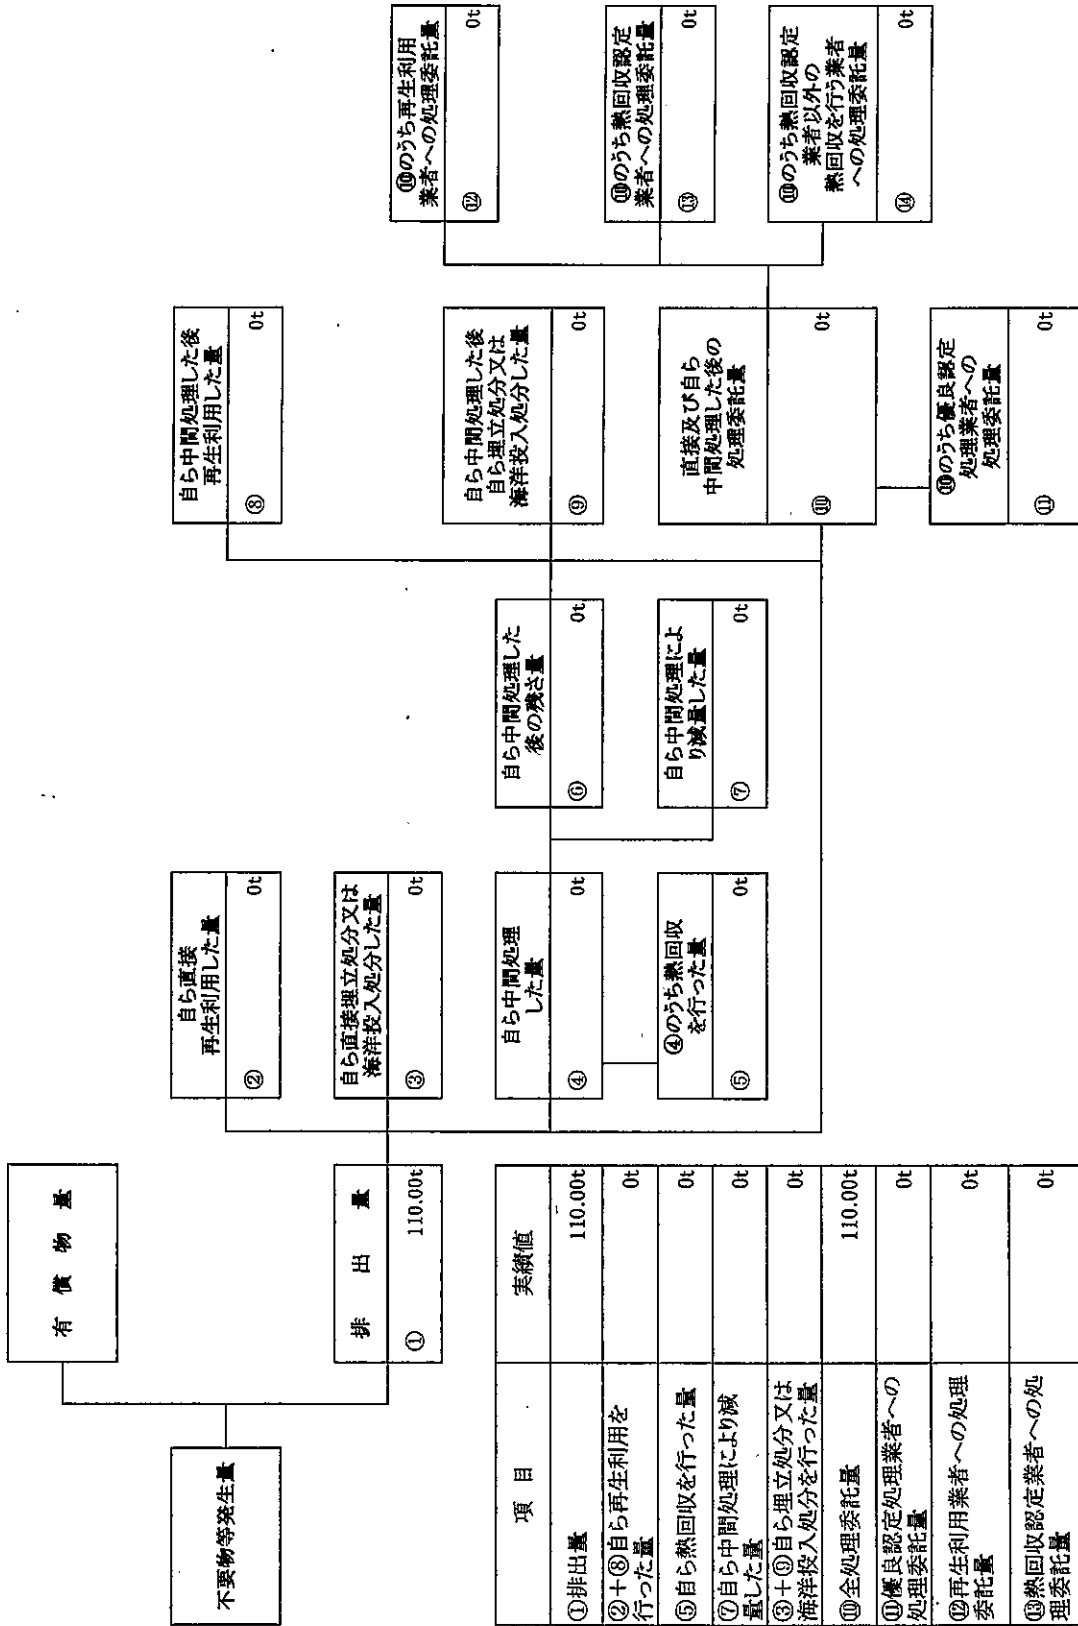 不要物等発生量
有 償 物 量
排 出 量
① 110.00t
自ら直接
再生利用した量
② 0t
自ら直接埋立処分又は
海洋投入処分した量
③ 0t
自ら中間処理
した量
④ 0t
④のうち熱回収
を行った量
⑤ 0t
自ら中間処理した
後の残さ量
⑥ 0t
自ら中間処理によ
り減量した量
⑦ 0t
自ら中間処理した後
再生利用した量
⑧ 0t
自ら中間処理した後
自ら埋立処分又は
海洋投入処分した量
⑨ 0t
直接及び自ら
中間処理した後の
処理委託量
⑩ 0t
⑩のうち優良認定
処理業者への
処理委託量
⑪ 0t
⑩のうち再生利用
業者への処理委託量
⑫ 0t
⑩のうち熱回収認定
業者への処理委託量
⑬ 0t
⑩のうち熱回収認定
業者以外の
熱回収を行う業者
への処理委託量
⑭ 0t
項 目 実績値
①排出量 110.00t
②+⑧自ら再生利用を
行った量 0t
⑤自ら熱回収を行った量 0t
⑦自ら中間処理により減
量した量 0t
③+⑨自ら埋立処分又は
海洋投入処分を行った量 0t
⑩全処理委託量 110.00t
⑪優良認定処理業者への
処理委託量 0t
⑫再生利用業者への処理
委託量 0t
⑬熱回収認定業者への処
理委託量 0t